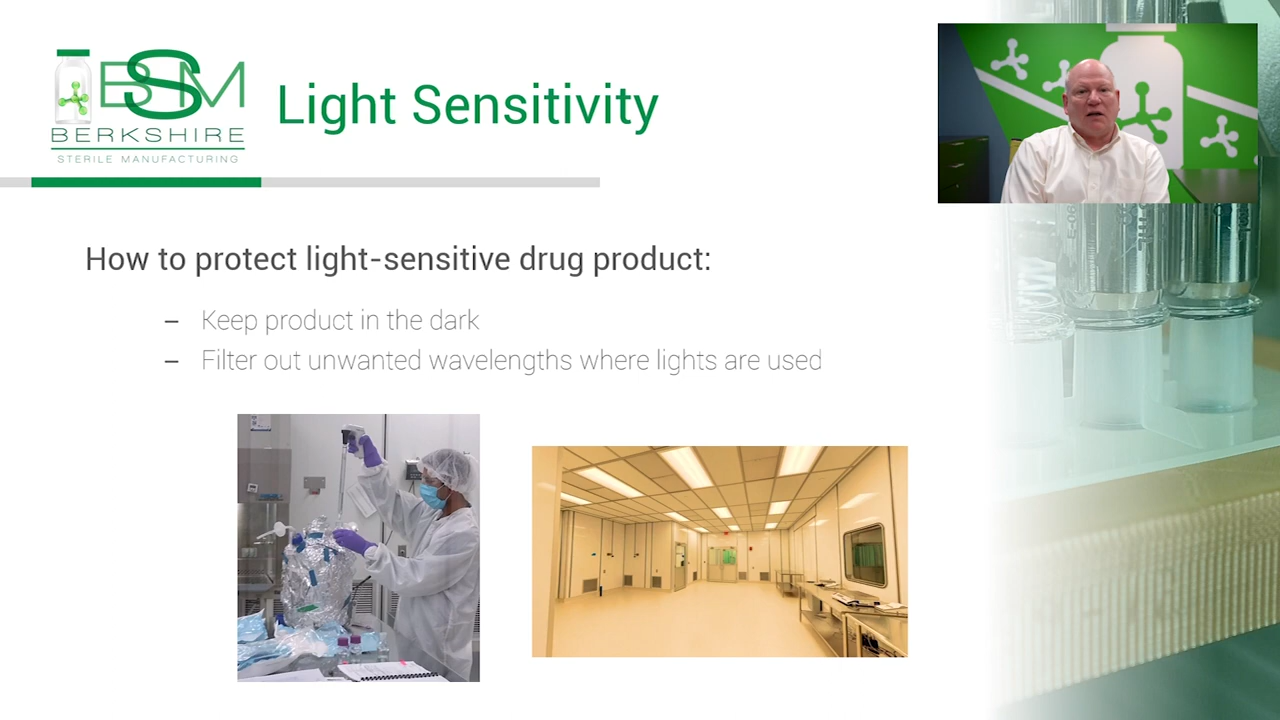 BSM
BERKSHIRE
STERILE MANUFACTURING
Light Sensitivity
How to protect light-sensitive drug product:
– Keep product in the dark
– Filter out unwanted wavelengths where lights are used